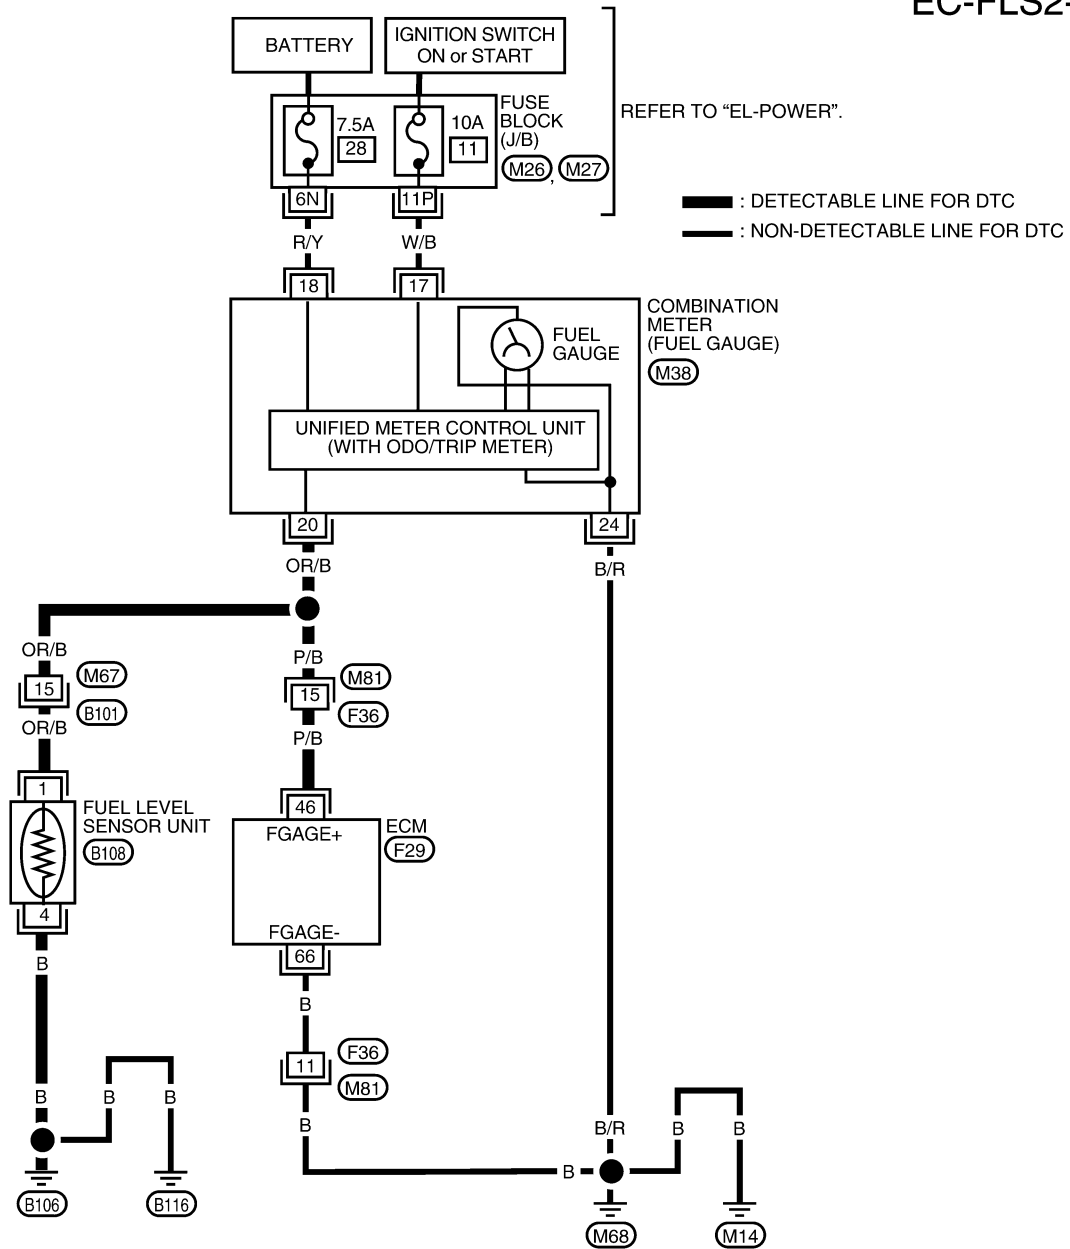 EC-FLS2-
BATTERY
IGNITION SWITCH
ON or START
FUSE
BLOCK
(J/B)
7.5A
28
10A
11
M26, M27
REFER TO “EL-POWER”.
6N
11P
: DETECTABLE LINE FOR DTC
: NON-DETECTABLE LINE FOR DTC
R/Y
W/B
18
17
COMBINATION
METER
(FUEL GAUGE)
M38
FUEL
GAUGE
UNIFIED METER CONTROL UNIT
(WITH ODO/TRIP METER)
20
24
OR/B
B/R
OR/B
P/B
M67
M81
15
15
B101
F36
OR/B
P/B
1
46
FUEL LEVEL
SENSOR UNIT
B108
FGAGE+
ECM
F29
4
FGAGE-
66
B
B
11
F36
M81
B
B
B
B
B/R
B
B
B
B106
B116
M68
M14